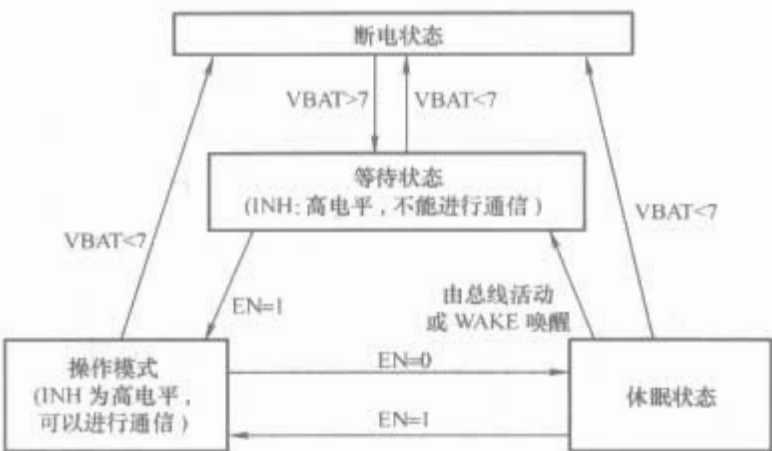 断电状态
VBAT>7
VBAT<7
等待状态
(INH: 高电平，不能进行通信)
VBAT<7
VBAT<7
EN=1
由总线活动
或 WAKE 唤醒
操作模式
(INH 为高电平，
可以进行通信)
EN=0
休眠状态
EN=1